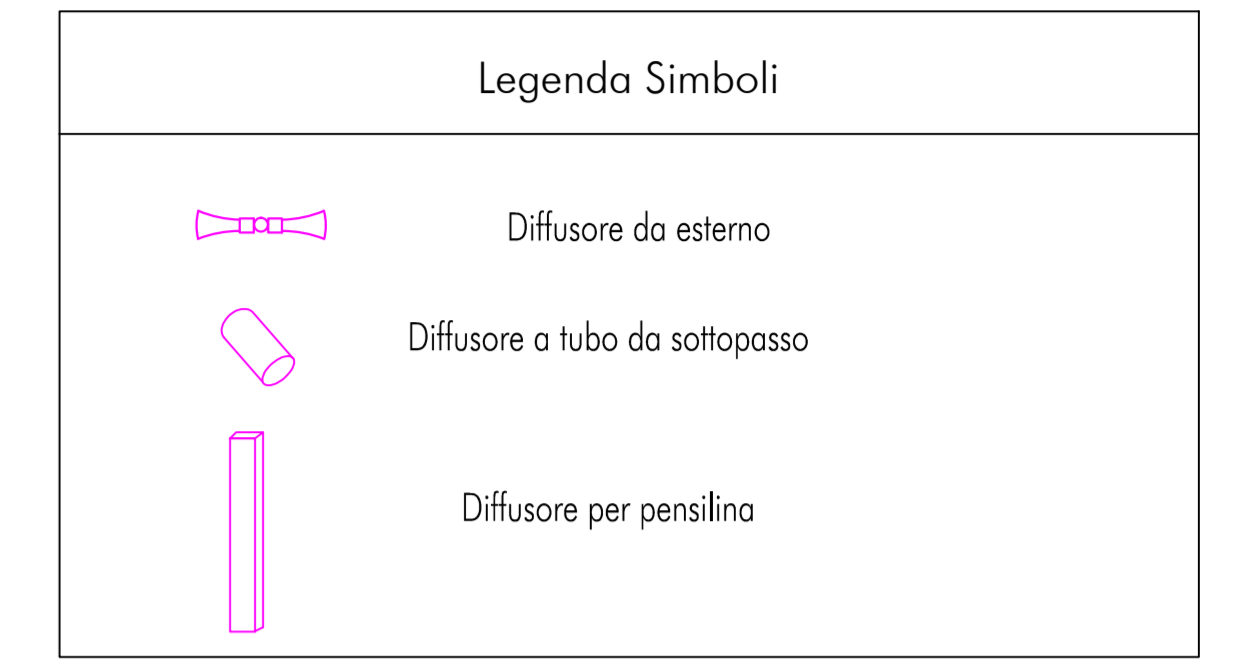 Legenda Simboli
Diffusore da esterno
Diffusore a tubo da sottopasso
Diffusore per pensilina